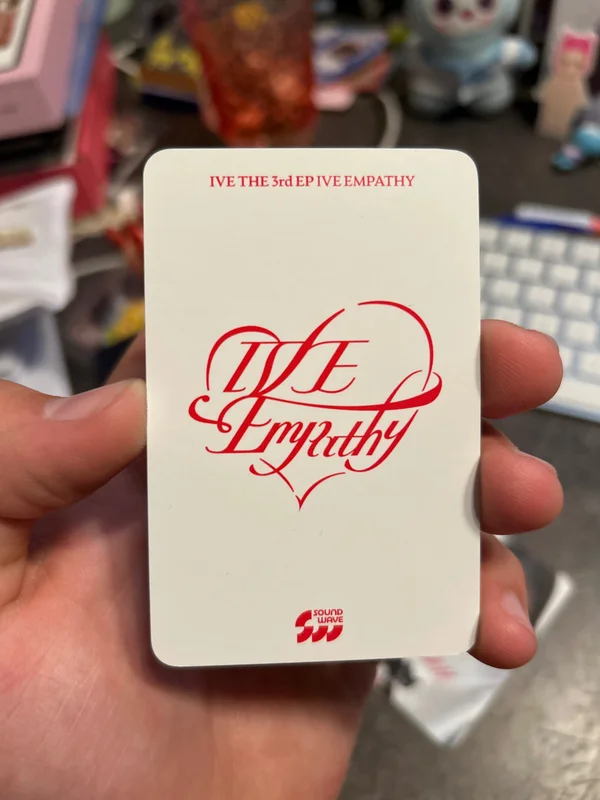 IVE THE 3rd EP IVE EMPATHY
IVE
Empathy
SOUND
WAVE